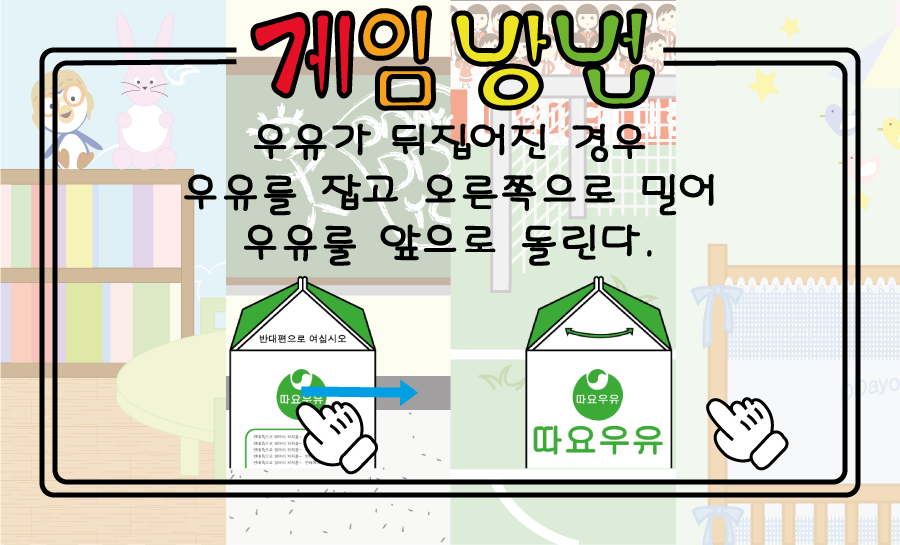 게임 방법
우유가 뒤집어진 경우
우유를 잡고 오른쪽으로 밀어
우유룰 앞으로 돌린다.
반대편으로 여십시오
따요우유
따요우유
따요우유